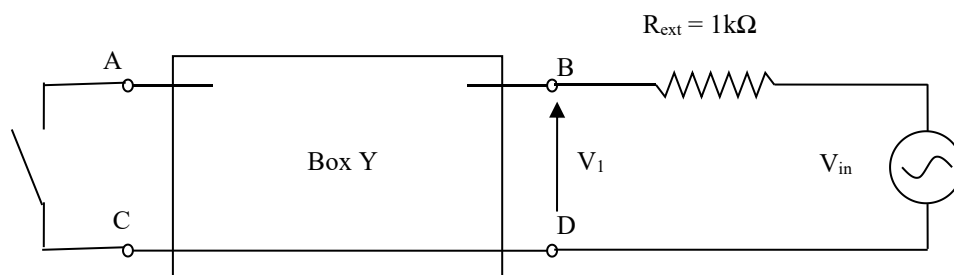 R_ext = 1kΩ
A
B
Box Y
V_1
V_in
C
D